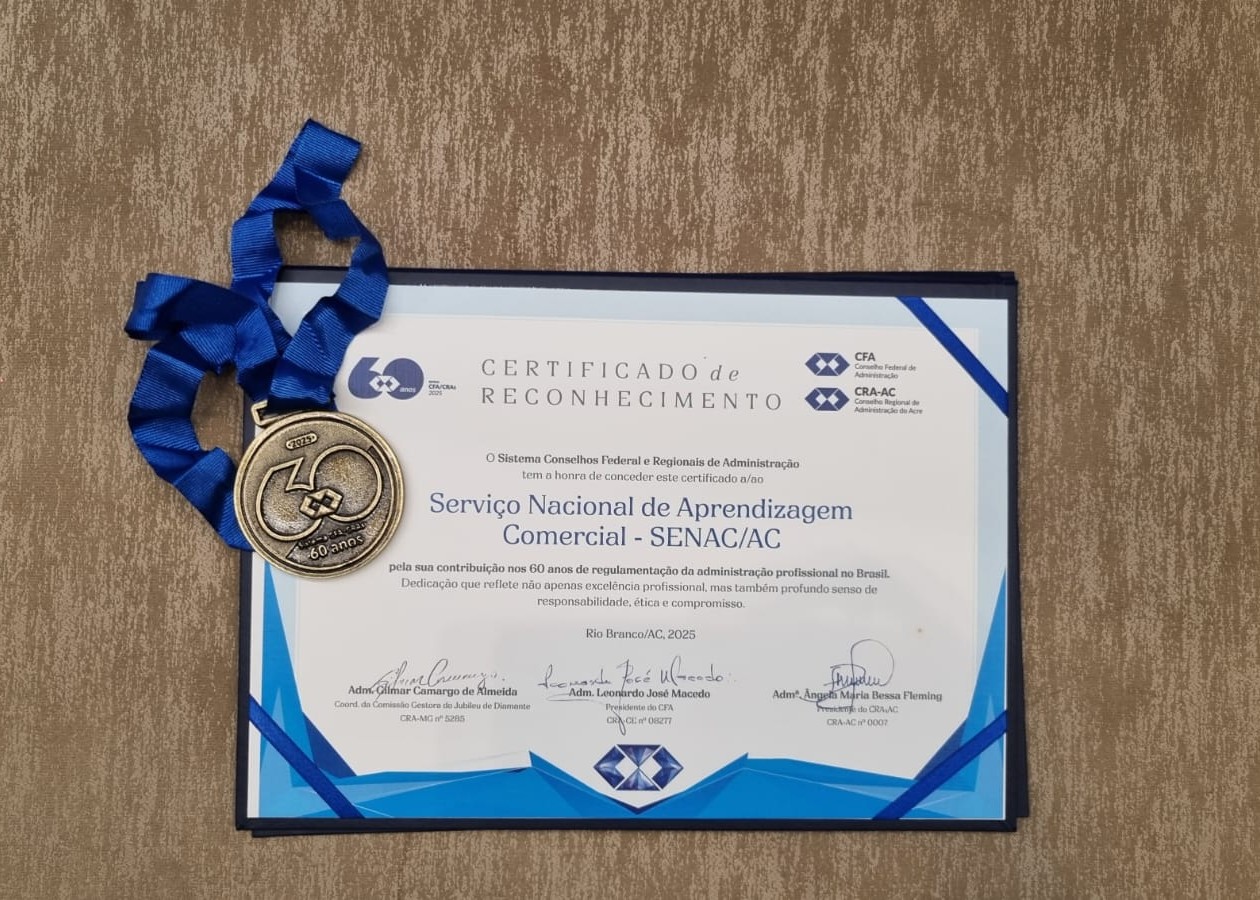 60
anos
CFA/CRAs
2025
CERTIFICADO de
RECONHECIMENTO
CFA
Conselho Federal de
Administração
CRA-AC
Conselho Regional de
Administração do Acre
2025
60
60 anos
O Sistema Conselhos Federal e Regionais de Administração
tem a honra de conceder este certificado a/ao
Serviço Nacional de Aprendizagem
Comercial - SENAC/AC
pela sua contribuição nos 60 anos de regulamentação da administração profissional no Brasil.
Dedicação que reflete não apenas excelência profissional, mas também profundo senso de
responsabilidade, ética e compromisso.
Rio Branco/AC, 2025
Leonardo José Macedo
Adm. Gilmar Camargo de Almeida
Coord. da Comissão Gestora do Jubileu de Diamante
CRA-MG nº 5285
Adm. Leonardo José Macedo
Presidente do CFA
CRA-CE nº 08277
Admª. Ângela Maria Bessa Fleming
Presidente do CRA-AC
CRA-AC nº 0007